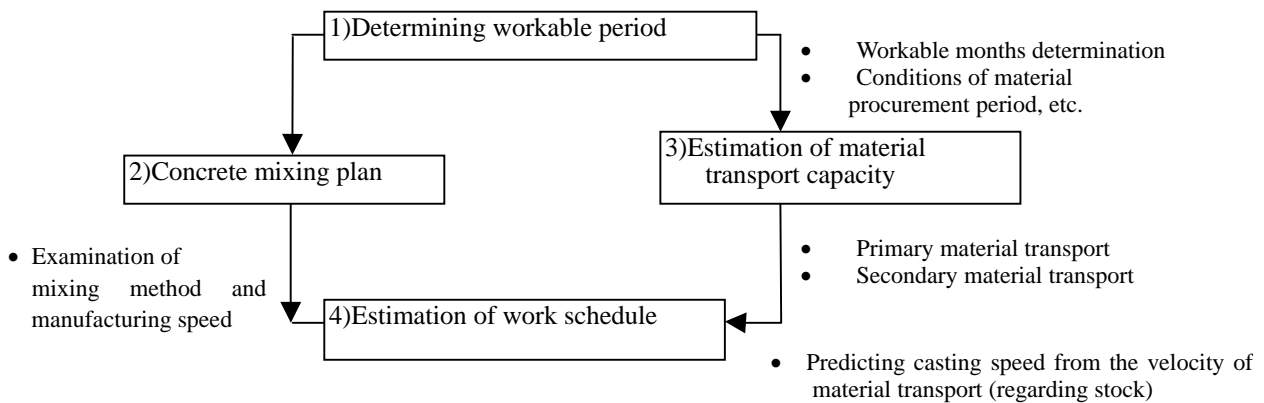 1)Determining workable period
• Workable months determination
• Conditions of material
procurement period, etc.
2)Concrete mixing plan
3)Estimation of material
transport capacity
• Examination of
mixing method and
manufacturing speed
• Primary material transport
• Secondary material transport
4)Estimation of work schedule
• Predicting casting speed from the velocity of
material transport (regarding stock)